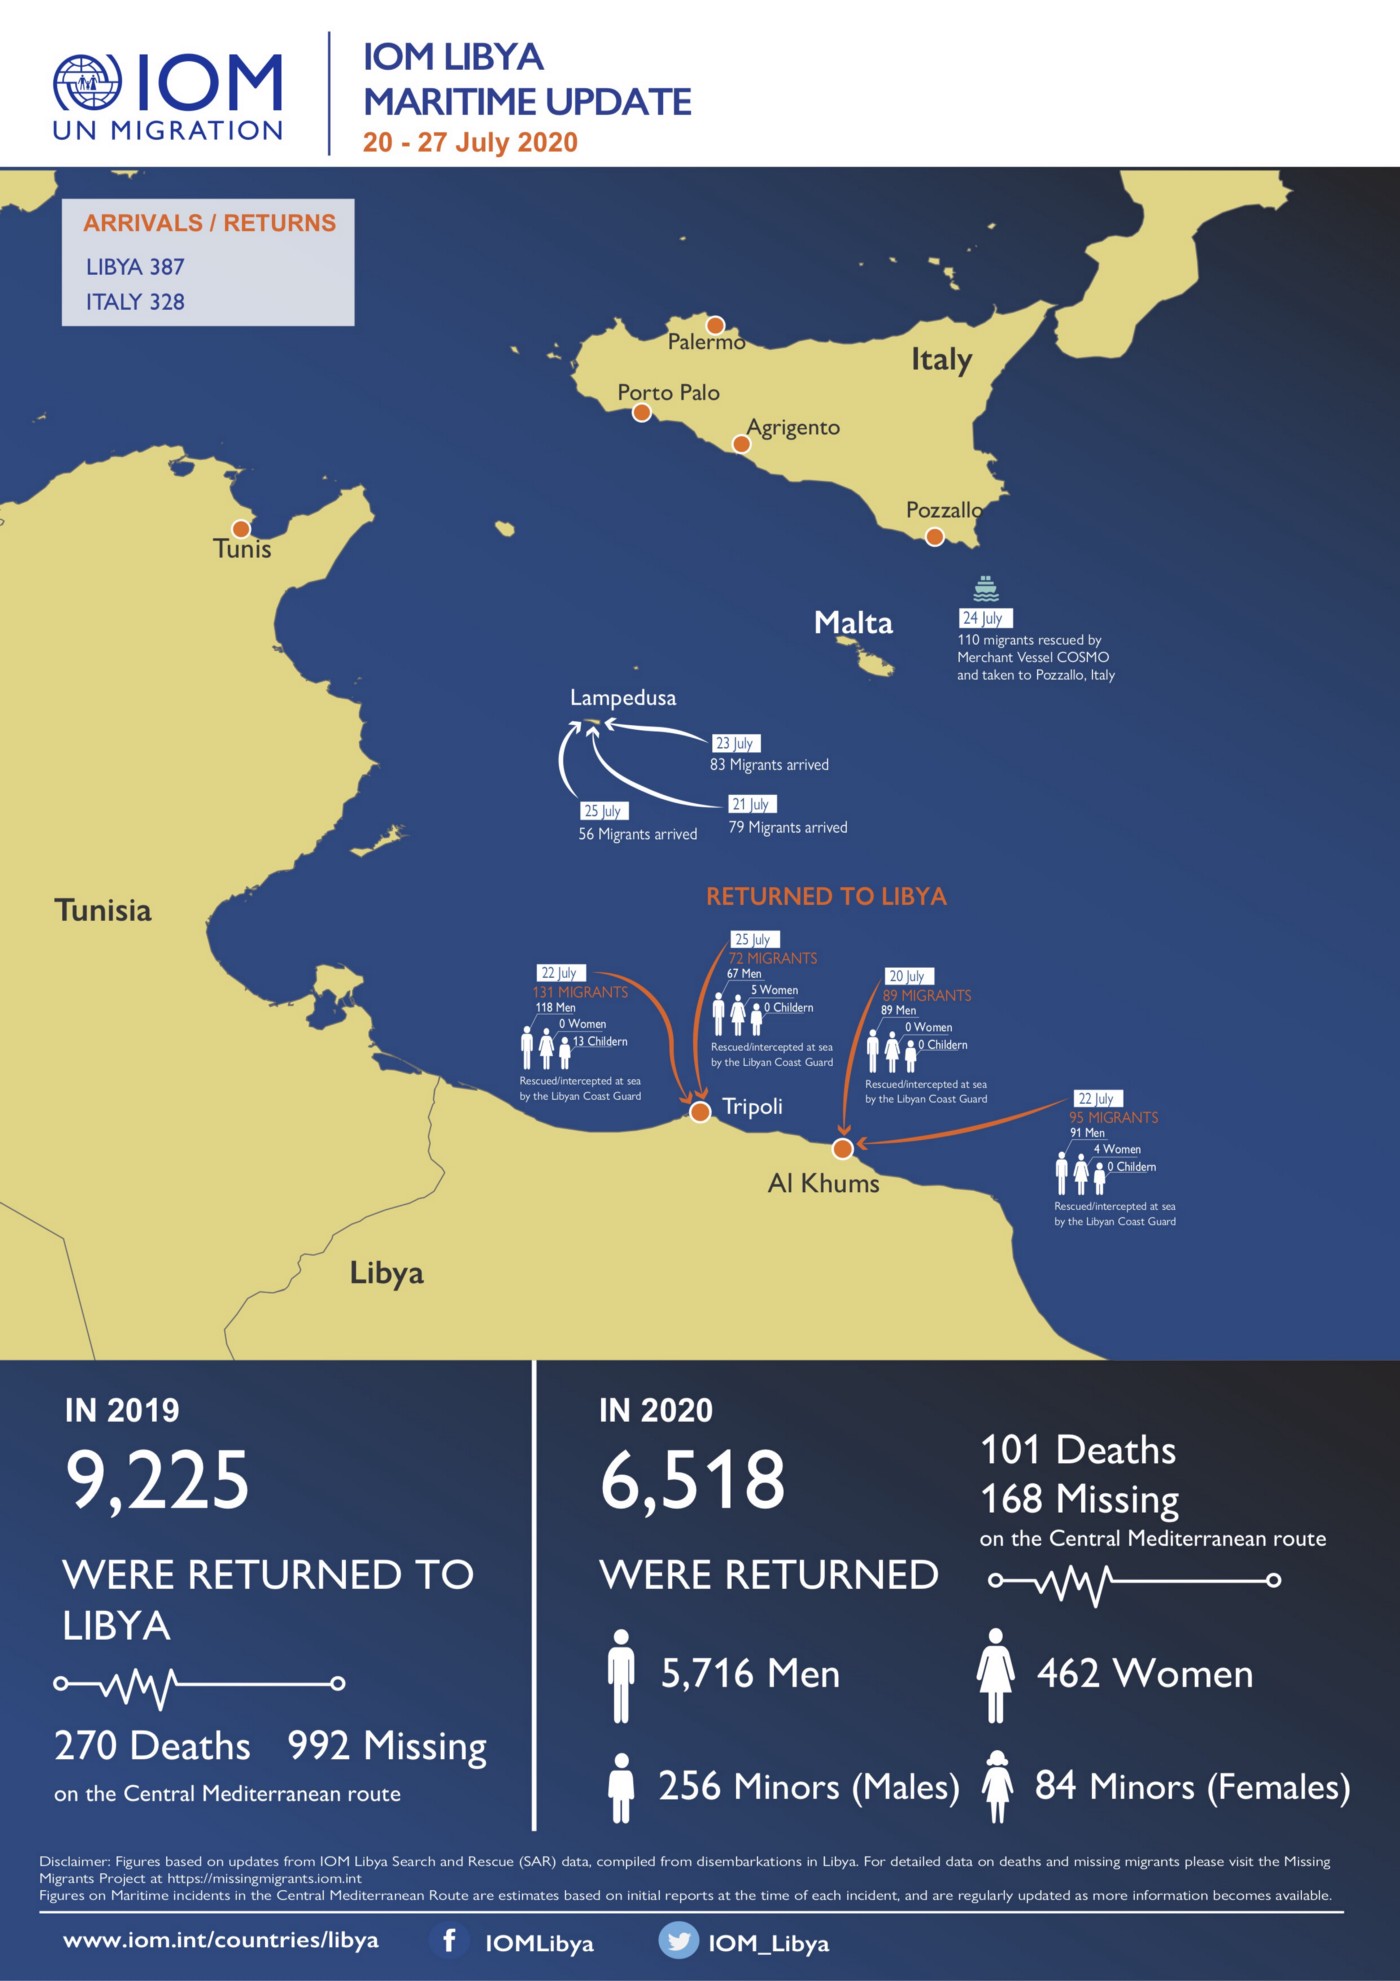 IOM
UN MIGRATION
IOM LIBYA
MARITIME UPDATE
20 - 27 July 2020
ARRIVALS / RETURNS
LIBYA 387
ITALY 328
Palermo
Italy
Porto Palo
Agrigento
Pozzallo
Tunis
Malta
24 July
110 migrants rescued by
Merchant Vessel COSMO
and taken to Pozzallo, Italy
Lampedusa
23 July
83 Migrants arrived
25 July
56 Migrants arrived
21 July
79 Migrants arrived
Tunisia
RETURNED TO LIBYA
22 July
131 MIGRANTS
118 Men
0 Women
13 Childern
Rescued/intercepted at sea
by the Libyan Coast Guard
25 July
72 MIGRANTS
67 Men
5 Women
0 Childern
Rescued/intercepted at sea
by the Libyan Coast Guard
20 July
89 MIGRANTS
89 Men
0 Women
0 Childern
Rescued/intercepted at sea
by the Libyan Coast Guard
22 July
95 MIGRANTS
91 Men
4 Women
0 Childern
Rescued/intercepted at sea
by the Libyan Coast Guard
Tripoli
Al Khums
Libya
IN 2019
9,225
WERE RETURNED TO
LIBYA
270 Deaths 992 Missing
on the Central Mediterranean route
IN 2020
6,518
WERE RETURNED
101 Deaths
168 Missing
on the Central Mediterranean route
5,716 Men
462 Women
256 Minors (Males)
84 Minors (Females)
Disclaimer: Figures based on updates from IOM Libya Search and Rescue (SAR) data, compiled from disembarkations in Libya. For detailed data on deaths and missing migrants please visit the Missing
Migrants Project at https://missingmigrants.iom.int
Figures on Maritime incidents in the Central Mediterranean Route are estimates based on initial reports at the time of each incident, and are regularly updated as more information becomes available.
www.iom.int/countries/libya
IOMLibya
IOM_Libya